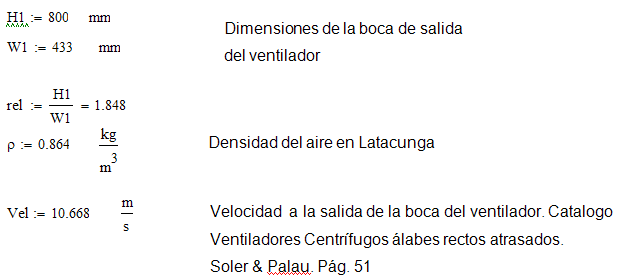 H1 := 800 mm
Dimensiones de la boca de salida
W1 := 433 mm
del ventilador
rel := H1/W1 = 1.848
ρ := 0.864 kg/m³
Densidad del aire en Latacunga
Vel := 10.668 m/s
Velocidad a la salida de la boca del ventilador. Catalogo
Ventiladores Centrífugos álabes rectos atrasados.
Soler & Palau. Pág. 51